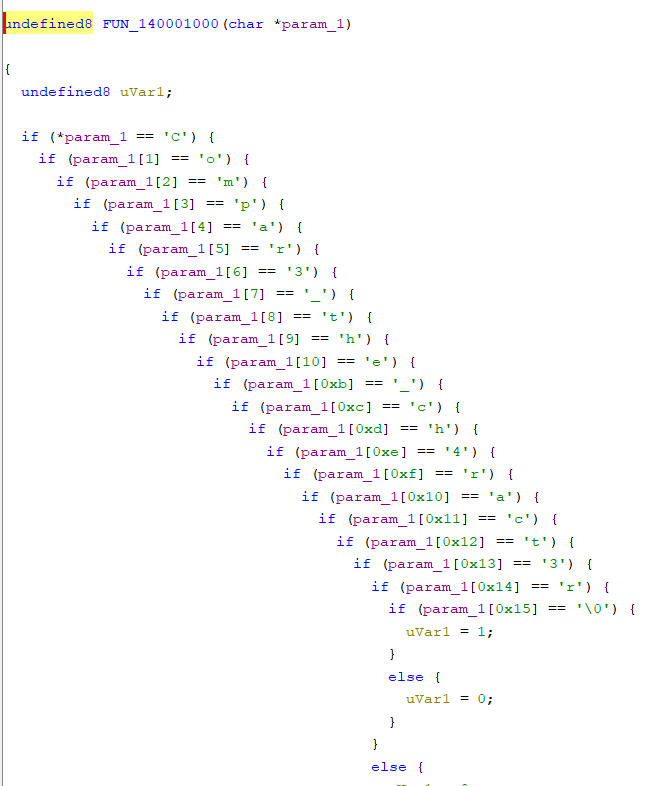 undefined8 FUN_140001000(char *param_1)
{
undefined8 uVar1;
if (*param_1 == 'C') {
if (param_1[1] == 'o') {
if (param_1[2] == 'm') {
if (param_1[3] == 'p') {
if (param_1[4] == 'a') {
if (param_1[5] == 'r') {
if (param_1[6] == '3') {
if (param_1[7] == '_') {
if (param_1[8] == 't') {
if (param_1[9] == 'h') {
if (param_1[10] == 'e') {
if (param_1[0xb] == '_') {
if (param_1[0xc] == 'c') {
if (param_1[0xd] == 'h') {
if (param_1[0xe] == '4') {
if (param_1[0xf] == 'r') {
if (param_1[0x10] == 'a') {
if (param_1[0x11] == 'c') {
if (param_1[0x12] == 't') {
if (param_1[0x13] == '3') {
if (param_1[0x14] == 'r') {
if (param_1[0x15] == '\0') {
uVar1 = 1;
}
else {
uVar1 = 0;
}
}
else {